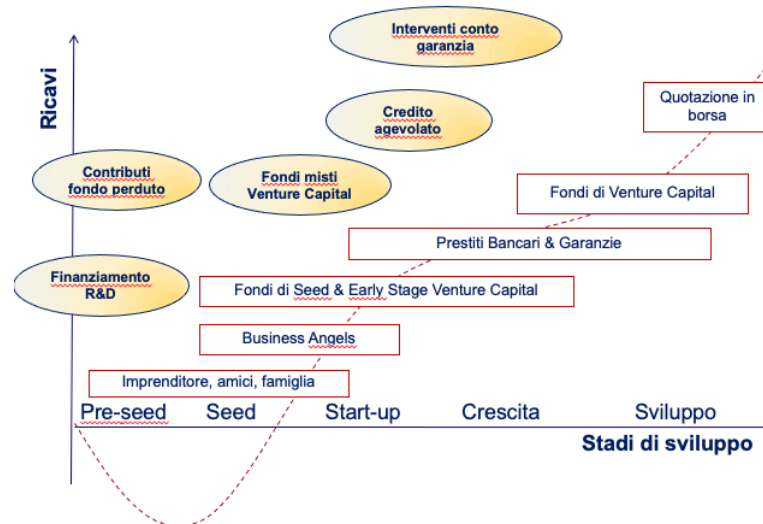 Interventi conto
garanzia
Ricavi
Quotazione in
borsa
Credito
agevolato
Contributi
fondo perduto
Fondi misti
Venture Capital
Fondi di Venture Capital
Prestiti Bancari & Garanzie
Finanziamento
R&D
Fondi di Seed & Early Stage Venture Capital
Business Angels
Imprenditore, amici, famiglia
Pre-seed Seed Start-up Crescita Sviluppo
Stadi di sviluppo